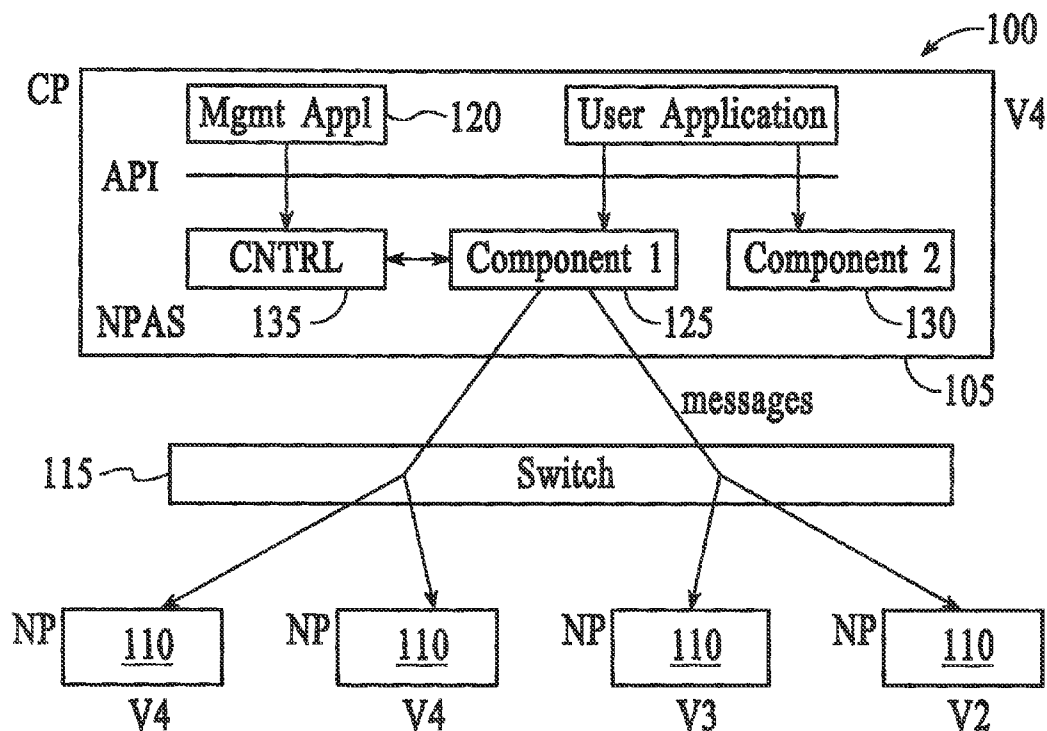 100
CP
Mgmt Appl
120
User Application
V4
API
CNTRL
Component 1
Component 2
NPAS
135
125
130
105
messages
115
Switch
NP
110
NP
110
NP
110
NP
110
V4
V4
V3
V2